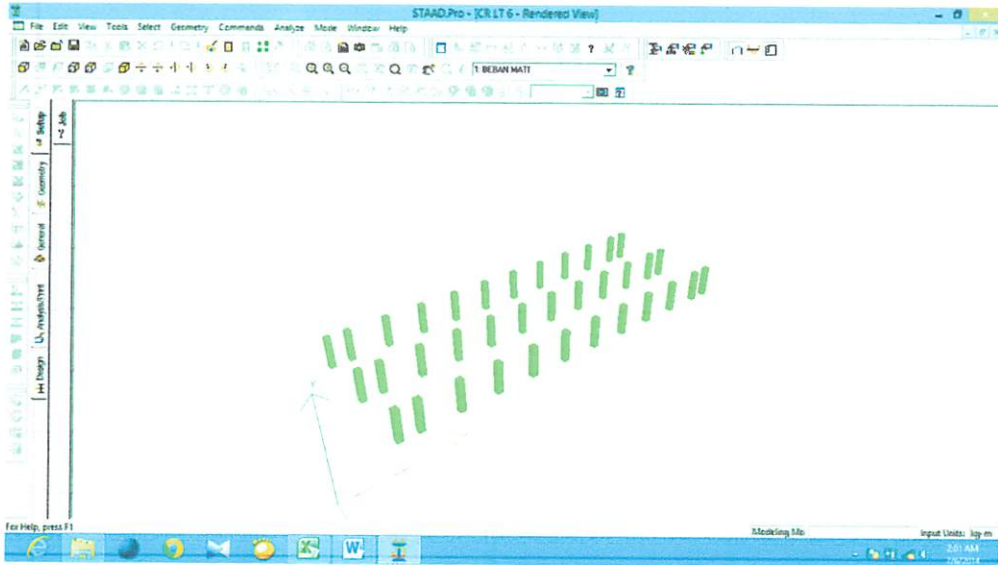 STAAD.Pro - [CR LT 6 - Rendered View]
File Edit View Tools Select Geometry Commands Analyze Mode Window Help
1: BEBAN MATI
Setup
Job
Geometry
General
Analysis/Print
Design
For Help, press F1
Modeling Mo
Input Units:
2:01 AM